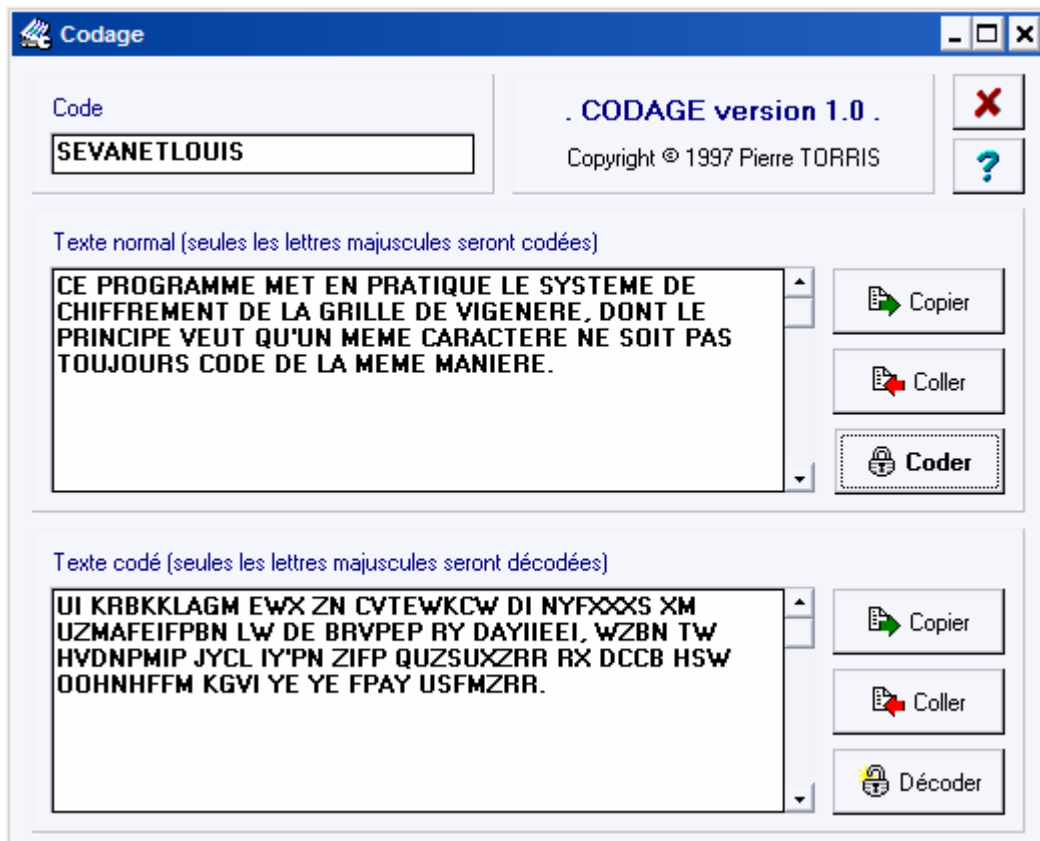 Codage
Code
SEVANETLOUIS
. CODAGE version 1.0 .
Copyright © 1997 Pierre TORRIS
?
Texte normal (seules les lettres majuscules seront codées)
CE PROGRAMME MET EN PRATIQUE LE SYSTEME DE
CHIFFREMENT DE LA GRILLE DE VIGENERE, DONT LE
PRINCIPE VEUT QU'UN MEME CARACTERE NE SOIT PAS
TOUJOURS CODE DE LA MEME MANIERE.
Copier
Coller
Coder
Texte codé (seules les lettres majuscules seront décodées)
UI KRBKKLAGM EWX ZN CVTEWKCW DI NYFXXXS XM
UZMAFEIFPBN LW DE BRVPEP RY DAYIIEEI, WZBN TW
HVDNPMIP JYCL IY'PN ZIFP QUZSUXZRR RX DCCB HSW
OOHNHFFM KGVI YE YE FPAY USFMZRR.
Copier
Coller
Décoder